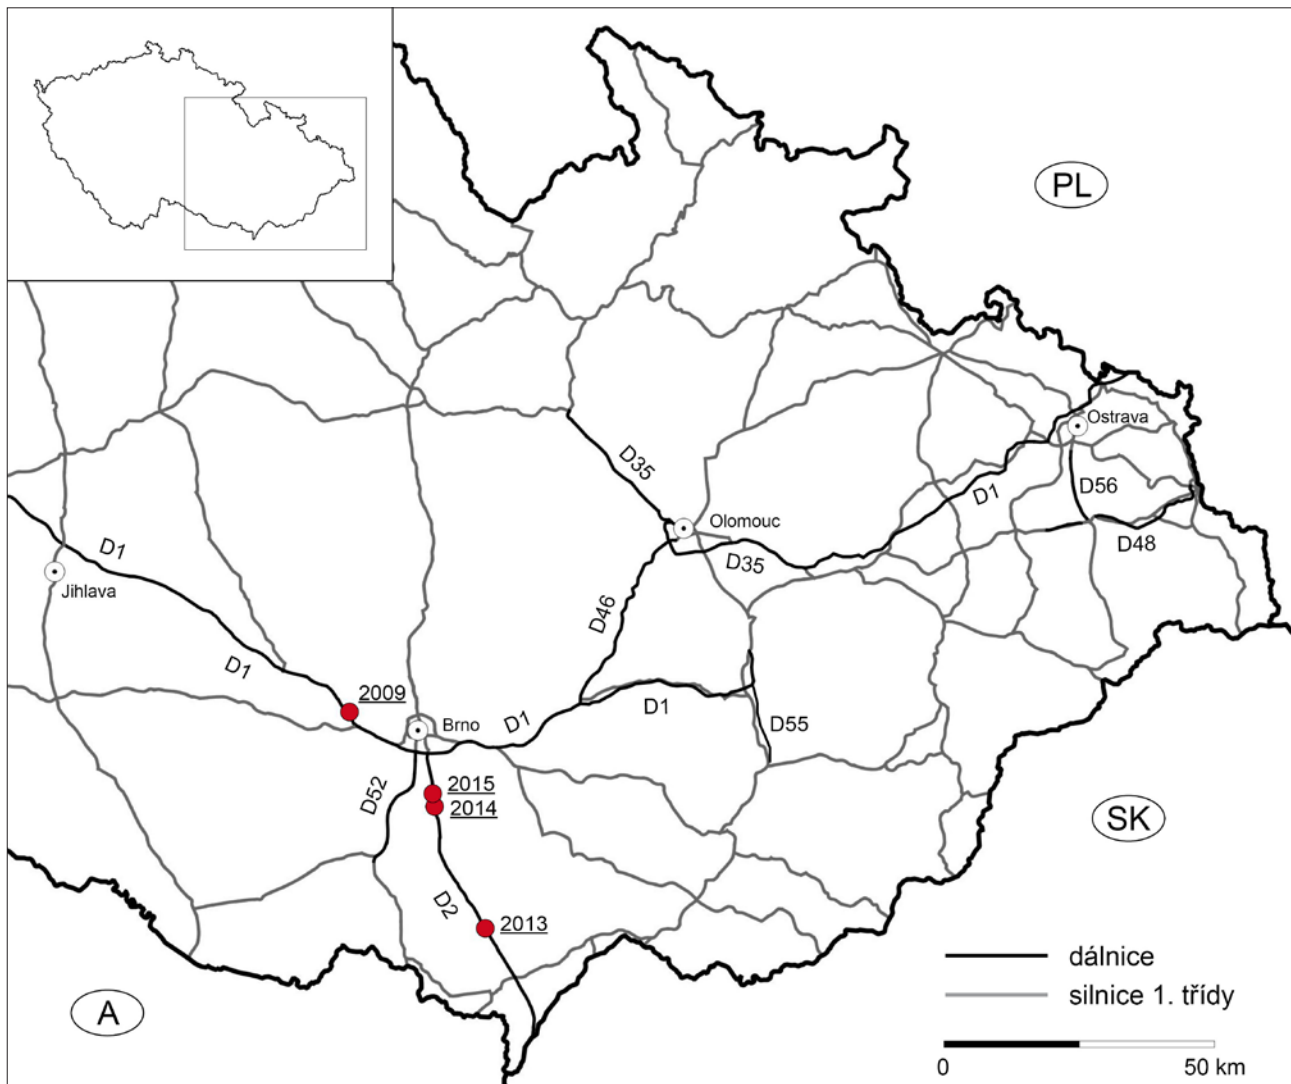 PL
Ostrava
D35
D56
D1
Olomouc
D48
D1
D35
Jihlava
D46
D1
2009
D1
D1
Brno
D55
2015
D52
2014
SK
D2
2013
dálnice
silnice 1. třídy
A
0
50 km